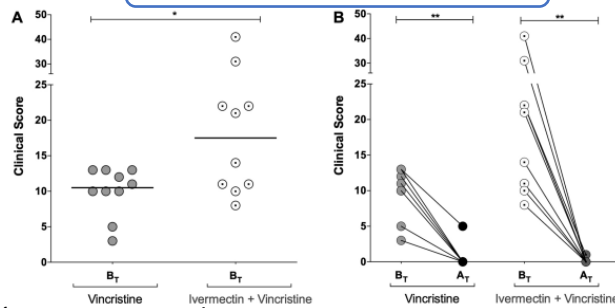 A
*
Clinical Score
50
40
30
25
20
15
10
5
0
B_T
B_T
Vincristine
Ivermectin + Vincristine
B
**
**
Clinical Score
50
40
30
25
20
15
10
5
0
B_T
A_T
B_T
A_T
Vincristine
Ivermectin + Vincristine